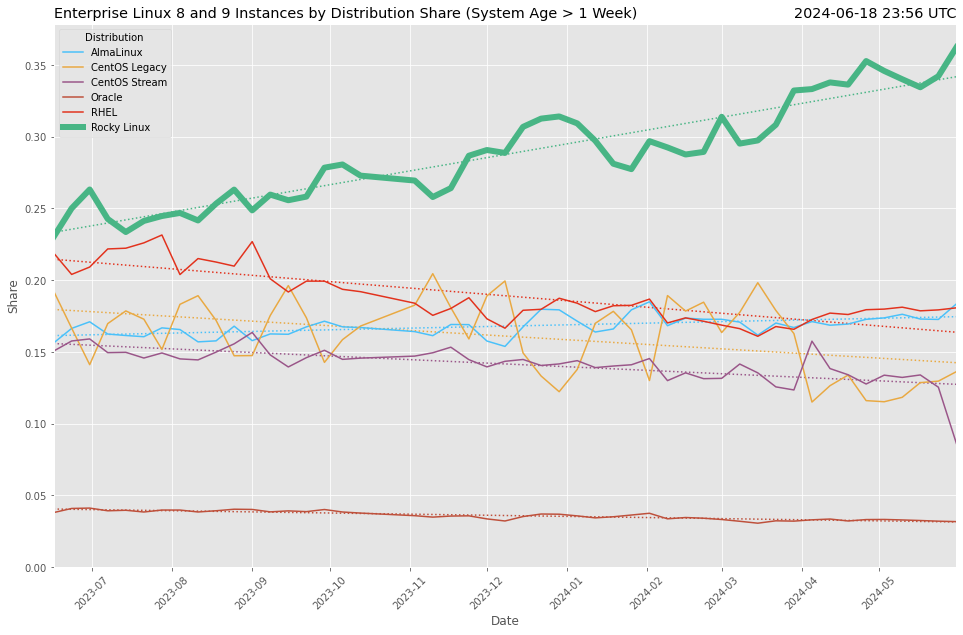 Enterprise Linux 8 and 9 Instances by Distribution Share (System Age > 1 Week)
2024-06-18 23:56 UTC
Distribution
AlmaLinux
CentOS Legacy
CentOS Stream
Oracle
RHEL
Rocky Linux
Share
0.35
0.30
0.25
0.20
0.15
0.10
0.05
0.00
2023-07
2023-08
2023-09
2023-10
2023-11
2023-12
2024-01
2024-02
2024-03
2024-04
2024-05
Date